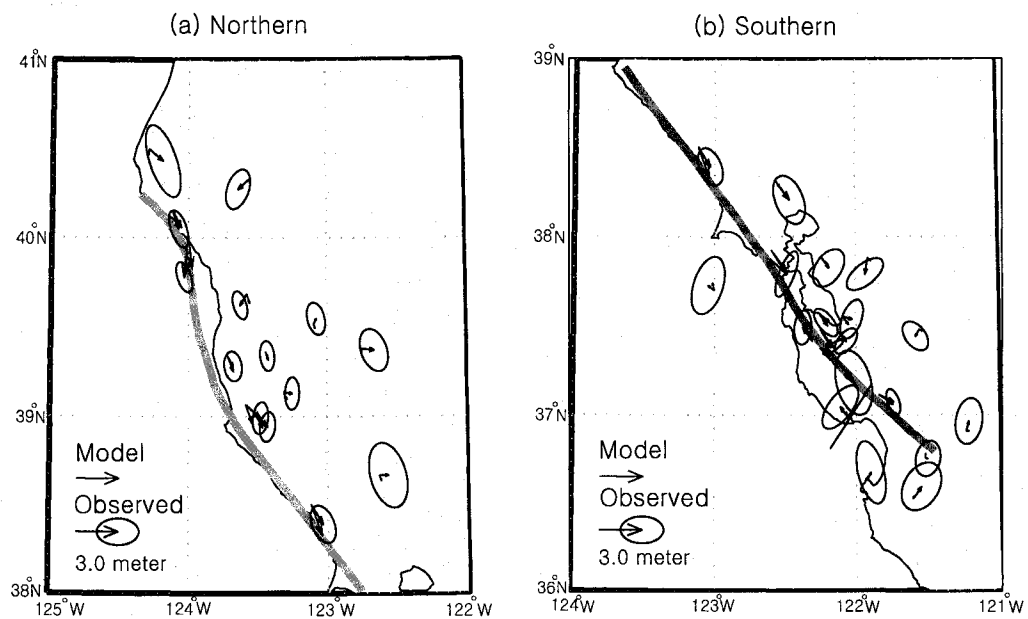 (a) Northern
41°N
40°N
39°N
38°N
125°W
124°W
123°W
122°W
Model
Observed
3.0 meter
(b) Southern
39°N
38°N
37°N
36°N
124°W
123°W
122°W
121°W
Model
Observed
3.0 meter